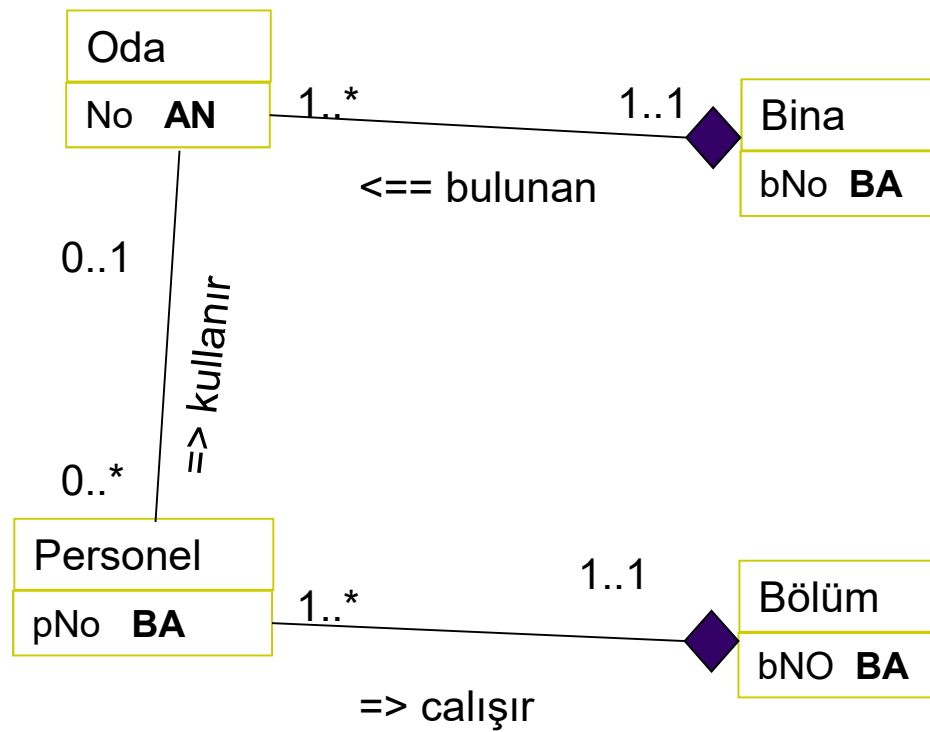 Oda
No AN
1..*
1..1
Bina
bNo BA
<== bulunan
0..1
=> kullanır
0..*
Personel
pNo BA
1..*
1..1
Bölüm
bNO BA
=> calışır